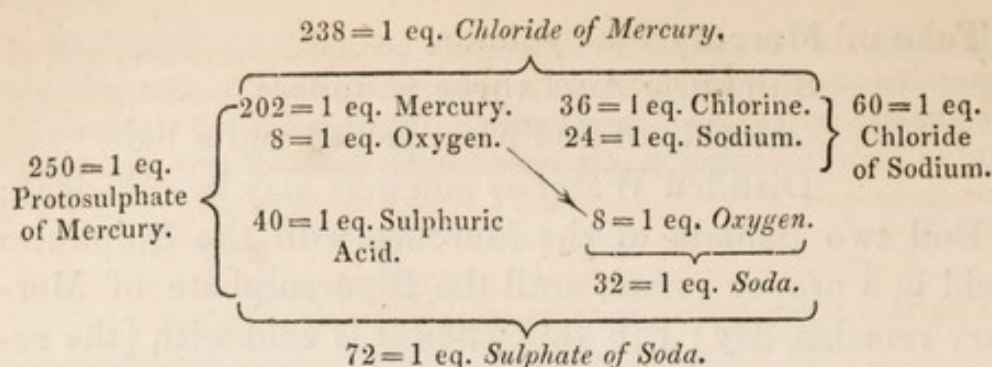 238 = 1 eq. Chloride of Mercury.
202 = 1 eq. Mercury. 36 = 1 eq. Chlorine. 60 = 1 eq.
8 = 1 eq. Oxygen. 24 = 1 eq. Sodium. Chloride
of Sodium.
250 = 1 eq.
Protosulphate
of Mercury.
40 = 1 eq. Sulphuric
Acid.
8 = 1 eq. Oxygen.
32 = 1 eq. Soda.
72 = 1 eq. Sulphate of Soda.